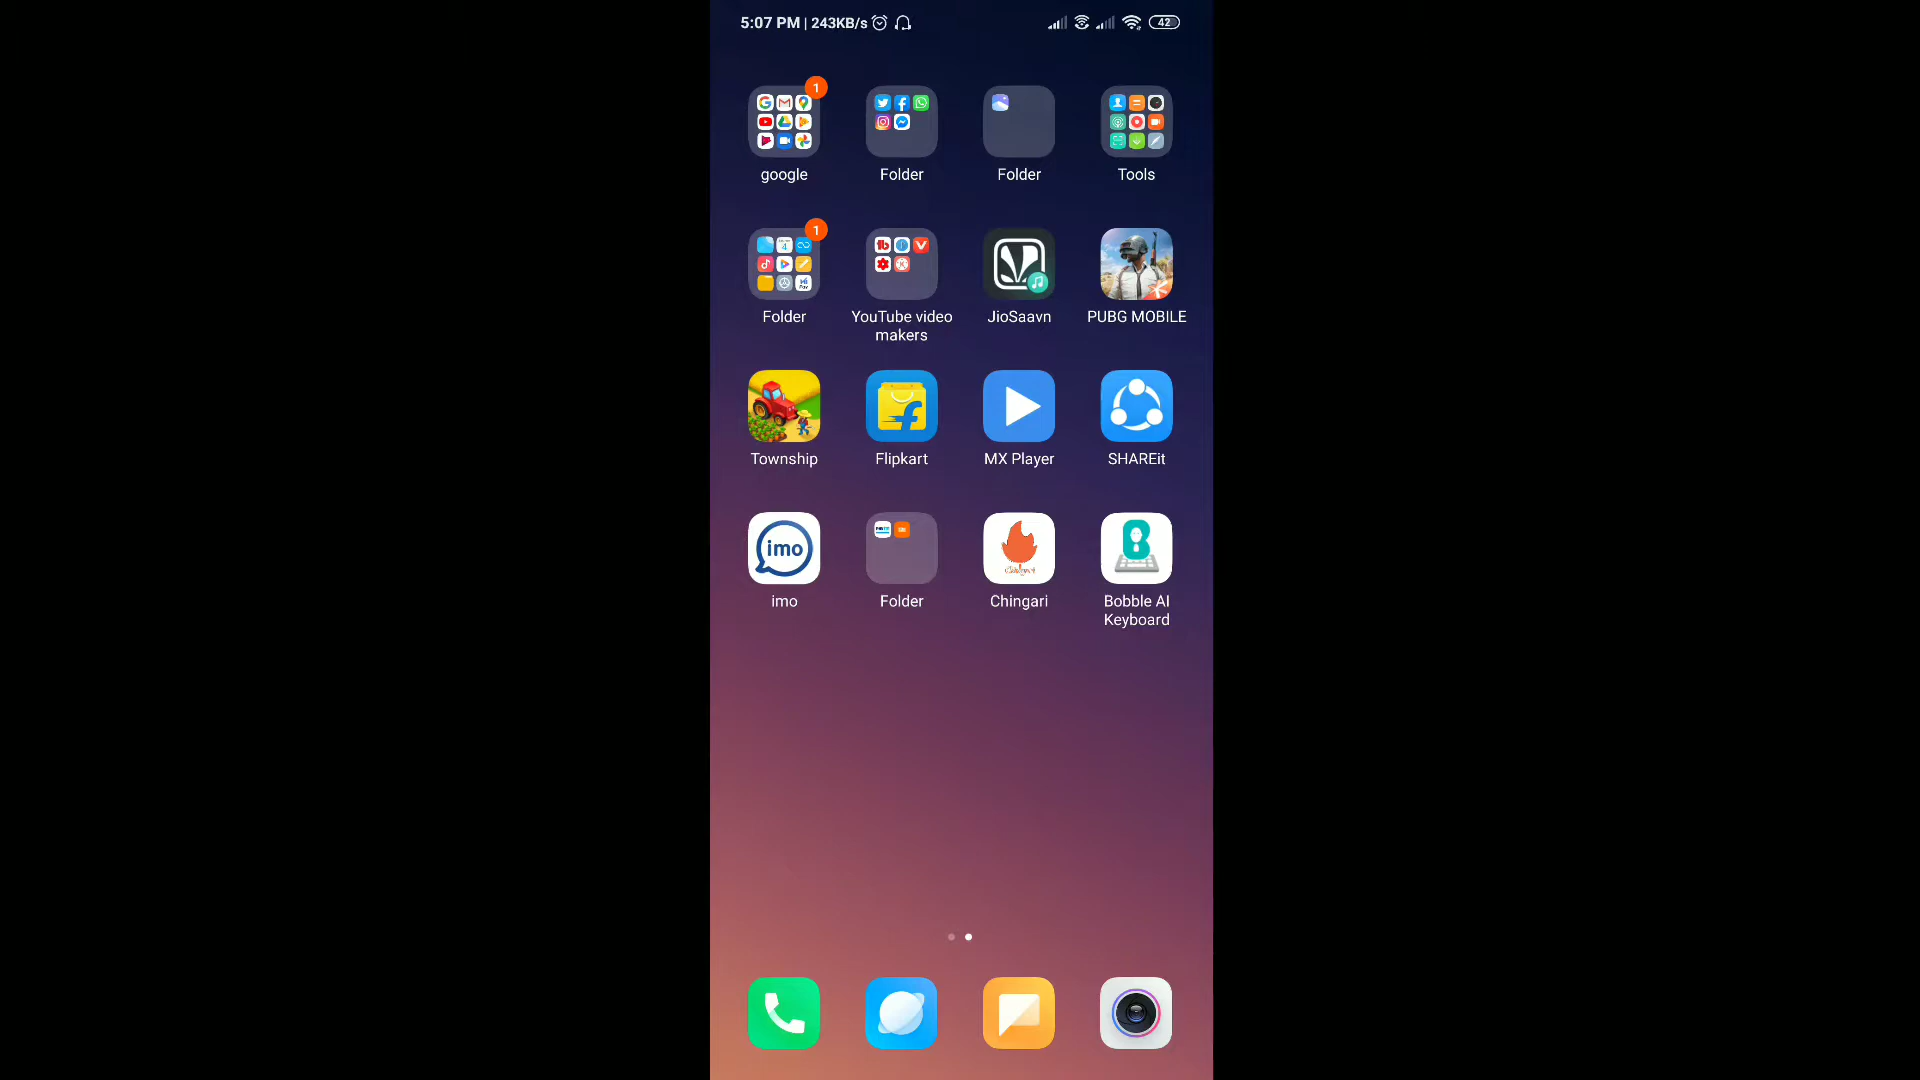 5:07 PM | 243KB/s
42
1
google
Folder
Folder
Tools
1
4
Folder
YouTube video
makers
JioSaavn
PUBG MOBILE
Township
Flipkart
MX Player
SHAREit
imo
imo
Folder
Chingari
Bobble AI
Keyboard